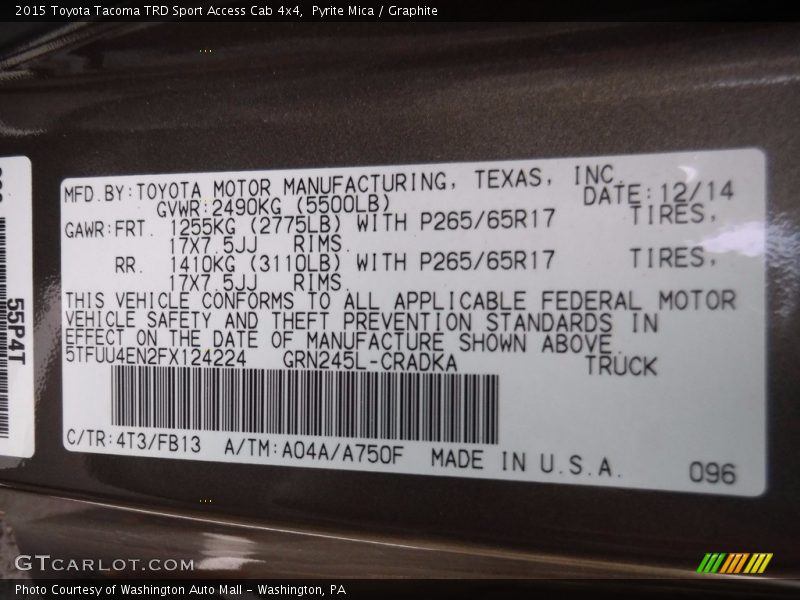 2015 Toyota Tacoma TRD Sport Access Cab 4x4,  Pyrite Mica / Graphite
MFD.BY:TOYOTA MOTOR MANUFACTURING, TEXAS, INC.
GVWR:2490KG (5500LB) DATE:12/14
GAWR:FRT. 1255KG (2775LB) WITH P265/65R17 TIRES,
17X7.5JJ RIMS.
RR. 1410KG (3110LB) WITH P265/65R17 TIRES,
17X7.5JJ RIMS.
THIS VEHICLE CONFORMS TO ALL APPLICABLE FEDERAL MOTOR
VEHICLE SAFETY AND THEFT PREVENTION STANDARDS IN
EFFECT ON THE DATE OF MANUFACTURE SHOWN ABOVE.
5TFUU4EN2FX124224 GRN245L-CRADKA TRUCK
C/TR:4T3/FB13 A/TM:A04A/A750F MADE IN U.S.A.
096
55P4T
GTCARLOT.COM
Photo Courtesy of Washington Auto Mall - Washington, PA